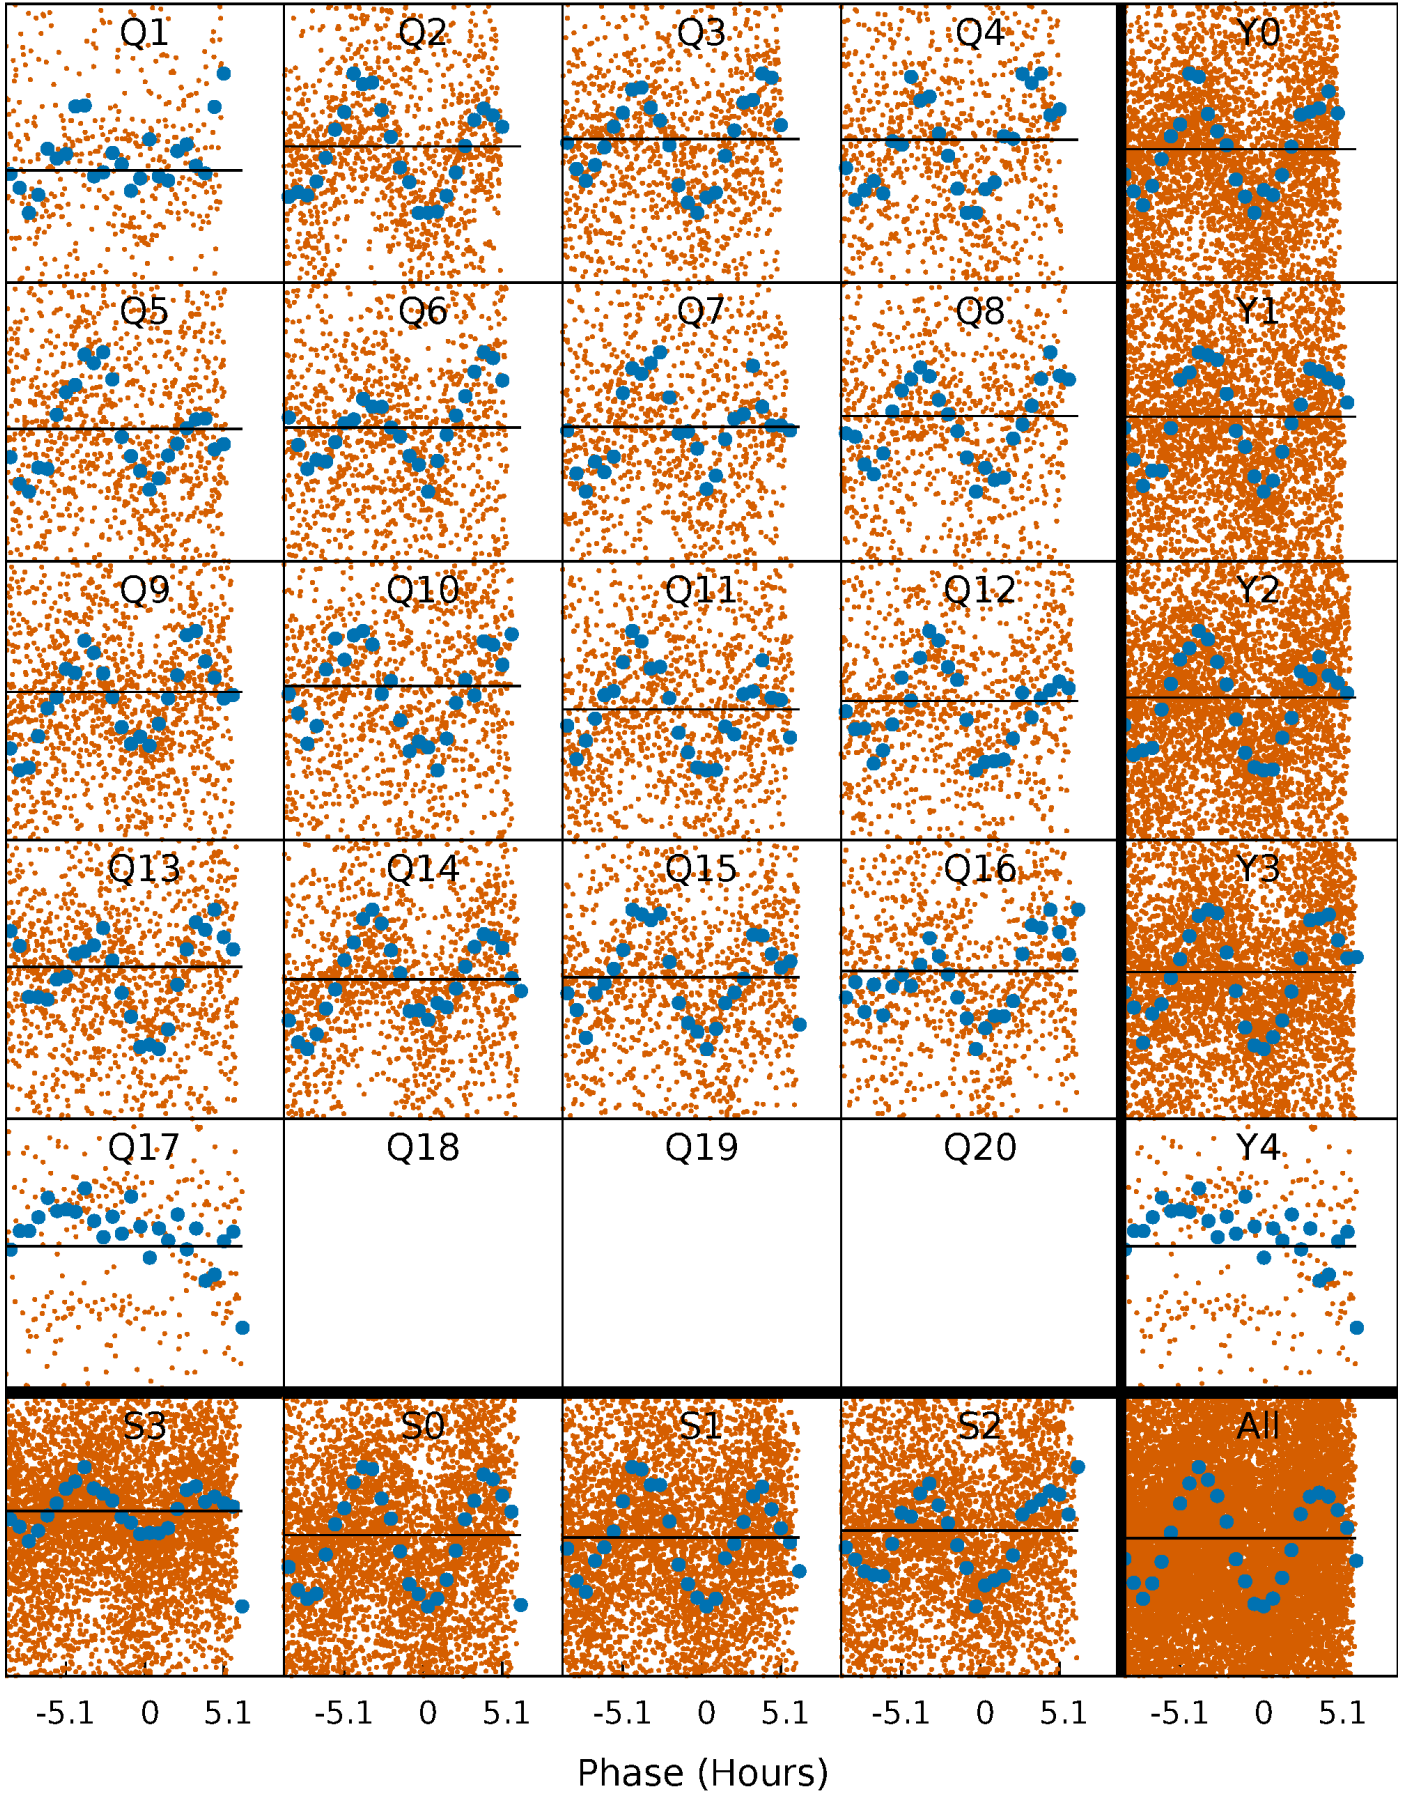 Q1 Q2 Q3 Q4 Y0
Q5 Q6 Q7 Q8 Y1
Q9 Q10 Q11 Q12 Y2
Q13 Q14 Q15 Q16 Y3
Q17 Q18 Q19 Q20 Y4
S3 S0 S1 S2 All
-5.1 0 5.1 -5.1 0 5.1 -5.1 0 5.1 -5.1 0 5.1 -5.1 0 5.1
Phase (Hours)